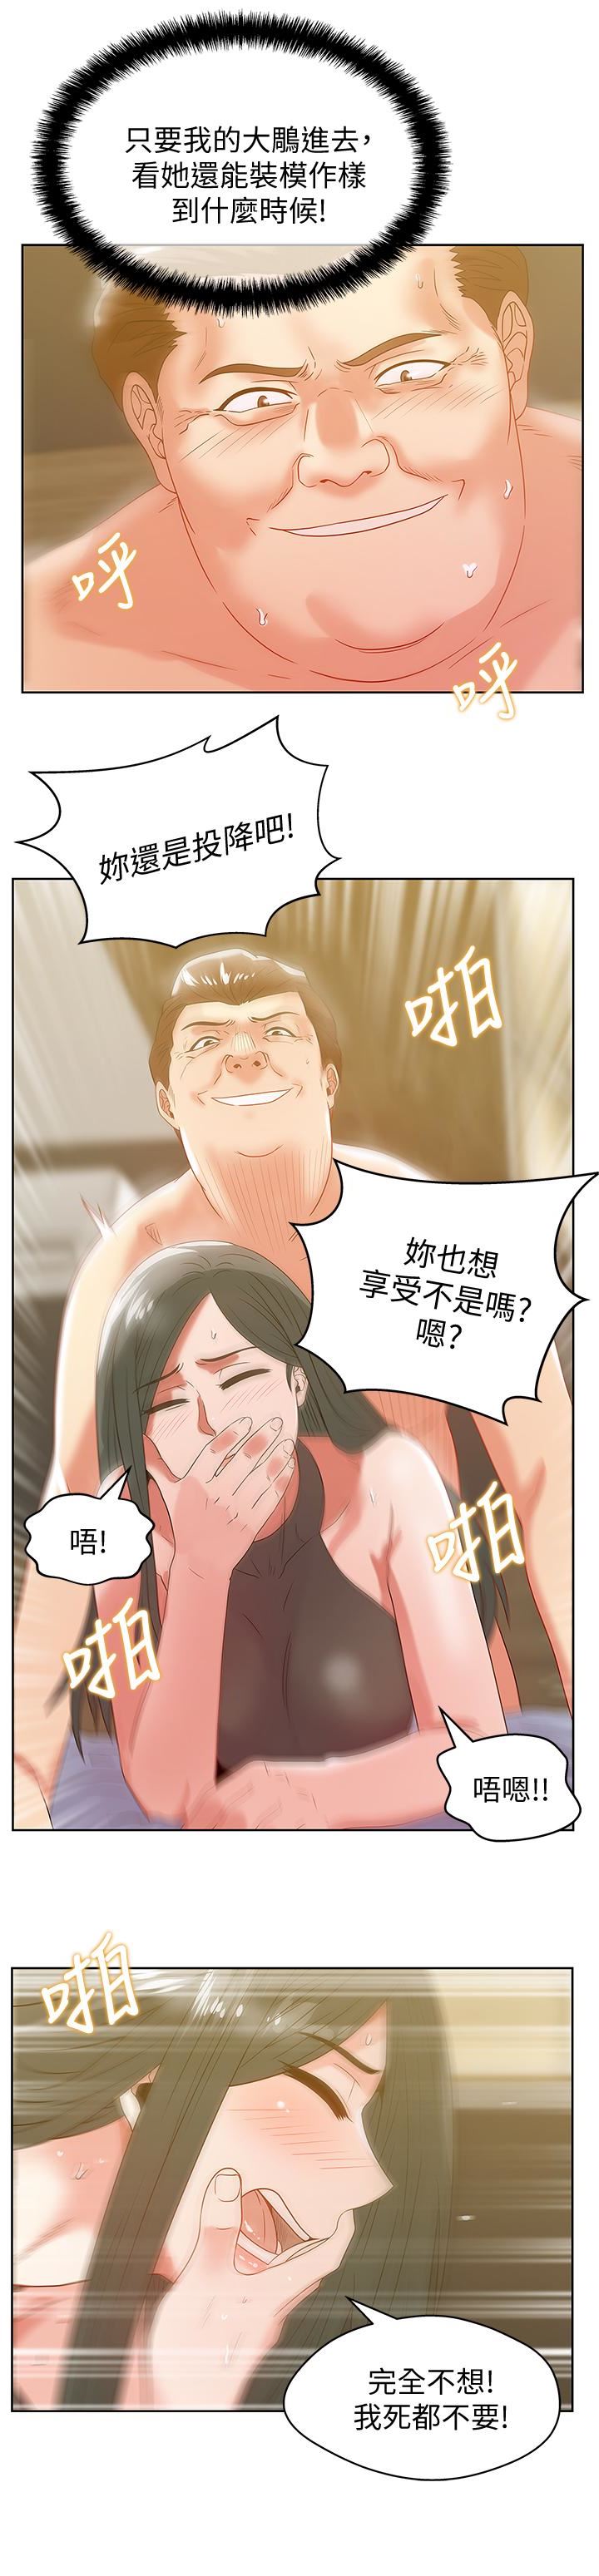 只要我的大鵰進去，
看她還能裝模作樣
到什麼時候!
呼
呼
妳還是投降吧!
啪
妳也想
享受不是嗎?
嗯?
唔!
啪
啪
唔嗯!!
啪
完全不想!
我死都不要!